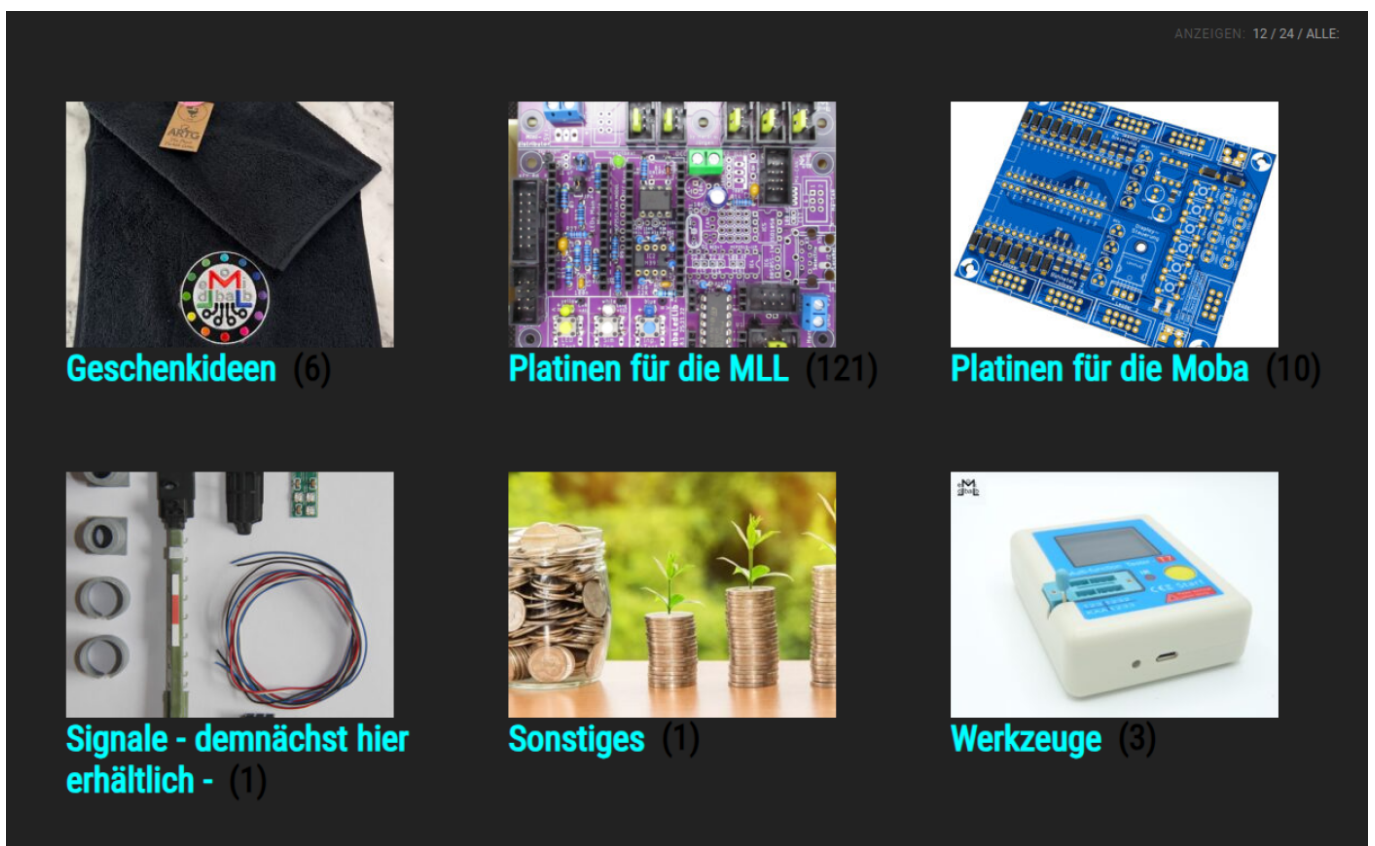 ANZEIGEN: 12 / 24 / ALLE:
ARTG
Geschenkideen (6)
Platinen für die MLL (121)
Platinen für die Moba (10)
Signale - demnächst hier
erhältlich - (1)
Sonstiges (1)
Werkzeuge (3)